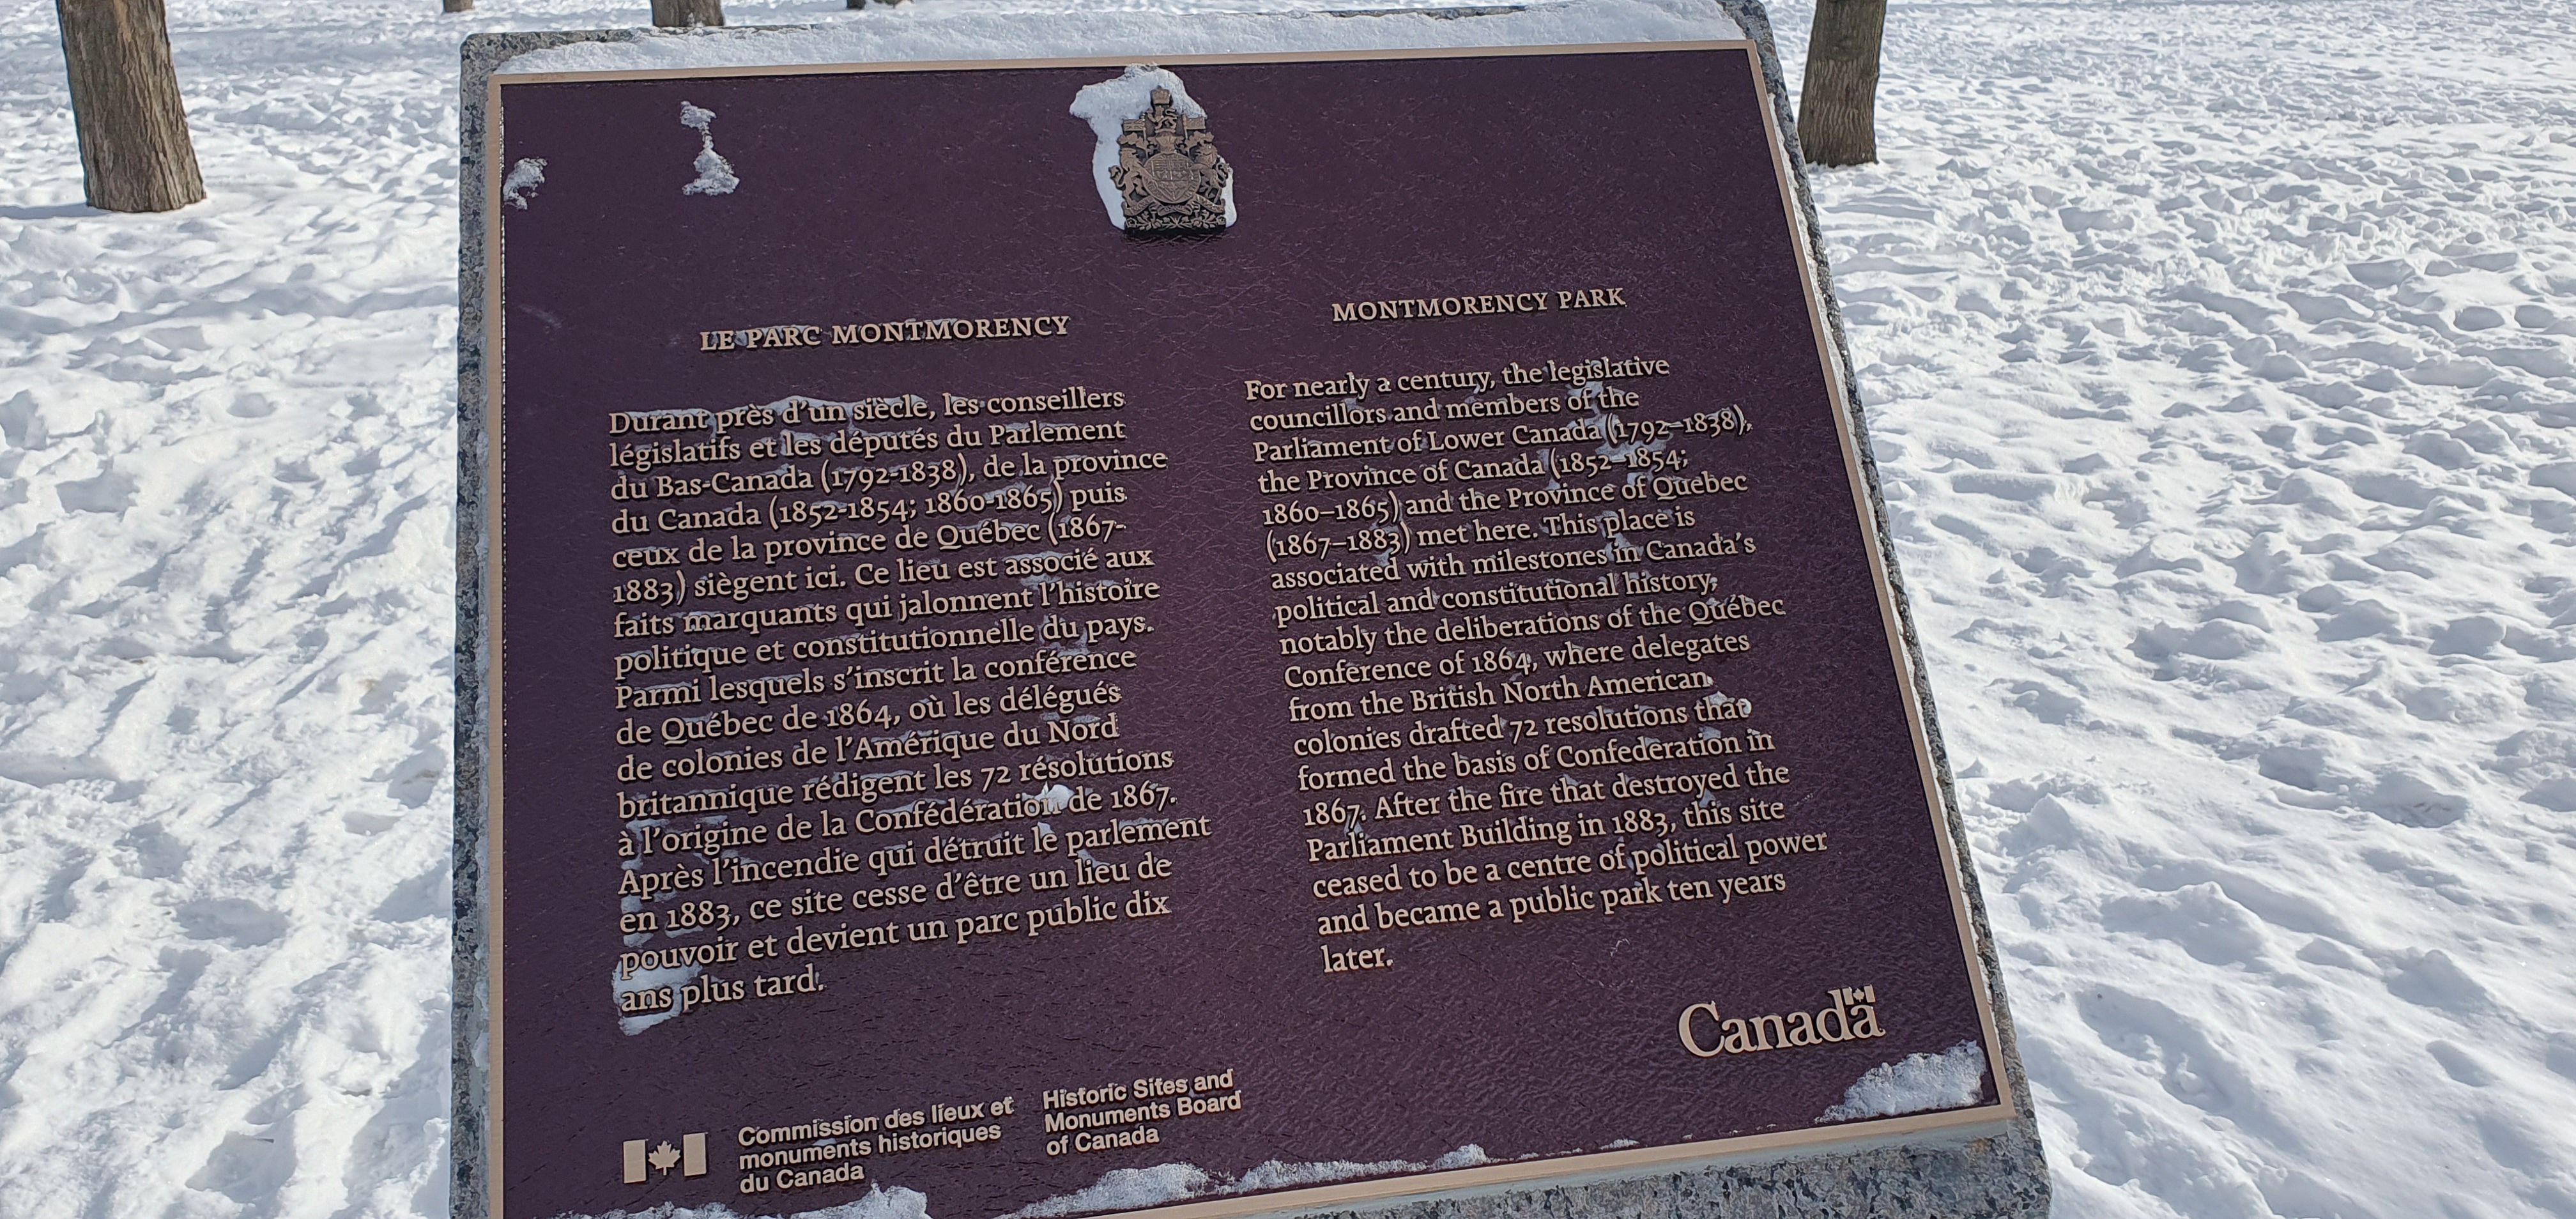 LE PARC MONTMORENCY
Durant près d'un siècle, les conseillers
législatifs et les députés du Parlement
du Bas-Canada (1792-1838), de la province
du Canada (1852-1854; 1860-1865) puis
ceux de la province de Québec (1867-
1883) siègent ici. Ce lieu est associé aux
faits marquants qui jalonnent l'histoire
politique et constitutionnelle du pays.
Parmi lesquels s'inscrit la conférence
de Québec de 1864, où les délégués
de colonies de l'Amérique du Nord
britannique rédigent les 72 résolutions
à l'origine de la Confédération de 1867.
Après l'incendie qui détruit le parlement
en 1883, ce site cesse d'être un lieu de
pouvoir et devient un parc public dix
ans plus tard.
MONTMORENCY PARK
For nearly a century, the legislative
councillors and members of the
Parliament of Lower Canada (1792–1838),
the Province of Canada (1852–1854;
1860–1865) and the Province of Quebec
(1867–1883) met here. This place is
associated with milestones in Canada's
political and constitutional history,
notably the deliberations of the Québec
Conference of 1864, where delegates
from the British North American
colonies drafted 72 resolutions that
formed the basis of Confederation in
1867. After the fire that destroyed the
Parliament Building in 1883, this site
ceased to be a centre of political power
and became a public park ten years
later.
Commission des lieux et
monuments historiques
du Canada
Historic Sites and
Monuments Board
of Canada
Canada